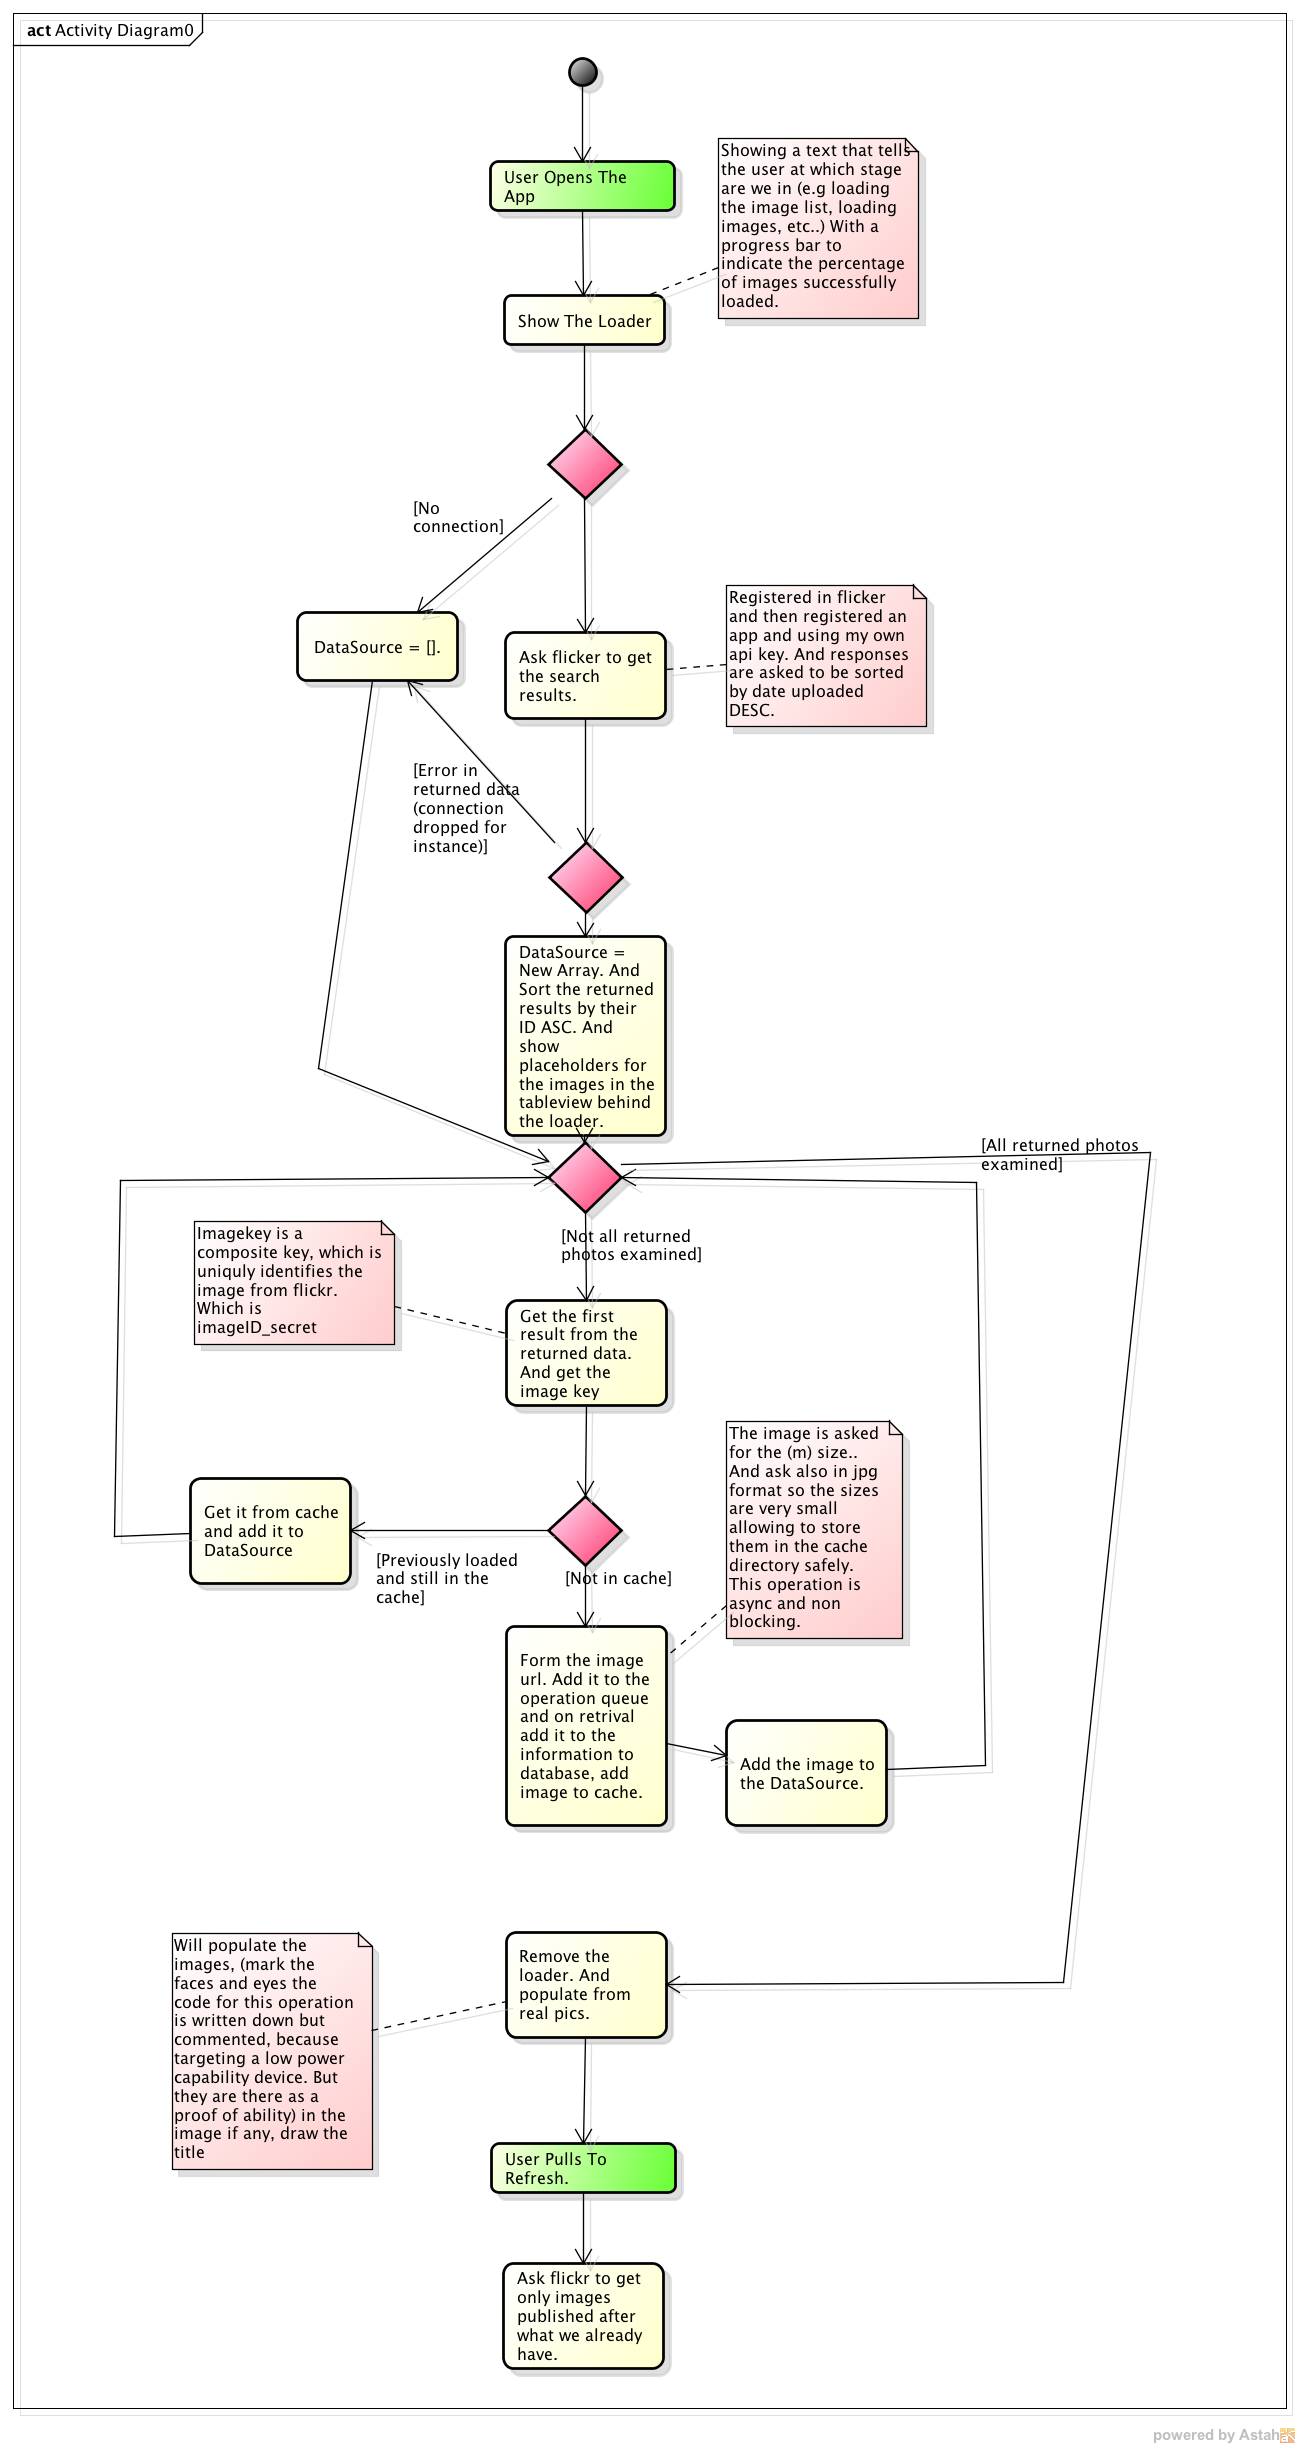 act Activity Diagram0
User Opens The
App
Showing a text that tells
the user at which stage
are we in (e.g loading
the image list, loading
images, etc..) With a
progress bar to
indicate the percentage
of images successfully
loaded.
Show The Loader
[No
connection]
DataSource = [].
Ask flicker to get
the search
results.
Registered in flicker
and then registered an
app and using my own
api key. And responses
are asked to be sorted
by date uploaded
DESC.
[Error in
returned data
(connection
dropped for
instance)]
DataSource =
New Array. And
Sort the returned
results by their
ID ASC. And
show
placeholders for
the images in the
tableview behind
the loader.
[All returned photos
examined]
[Not all returned
photos examined]
Imagekey is a
composite key, which is
uniquly identifies the
image from flickr.
Which is
imageID_secret
Get the first
result from the
returned data.
And get the
image key
The image is asked
for the (m) size..
And ask also in jpg
format so the sizes
are very small
allowing to store
them in the cache
directory safely.
This operation is
async and non
blocking.
Get it from cache
and add it to
DataSource
[Previously loaded
and still in the
cache]
[Not in cache]
Form the image
url. Add it to the
operation queue
and on retrival
add it to the
information to
database, add
image to cache.
Add the image to
the DataSource.
Remove the
loader. And
populate from
real pics.
Will populate the
images, (mark the
faces and eyes the
code for this operation
is written down but
commented, because
targeting a low power
capability device. But
they are there as a
proof of ability) in the
image if any, draw the
title
User Pulls To
Refresh.
Ask flickr to get
only images
published after
what we already
have.
powered by Astah